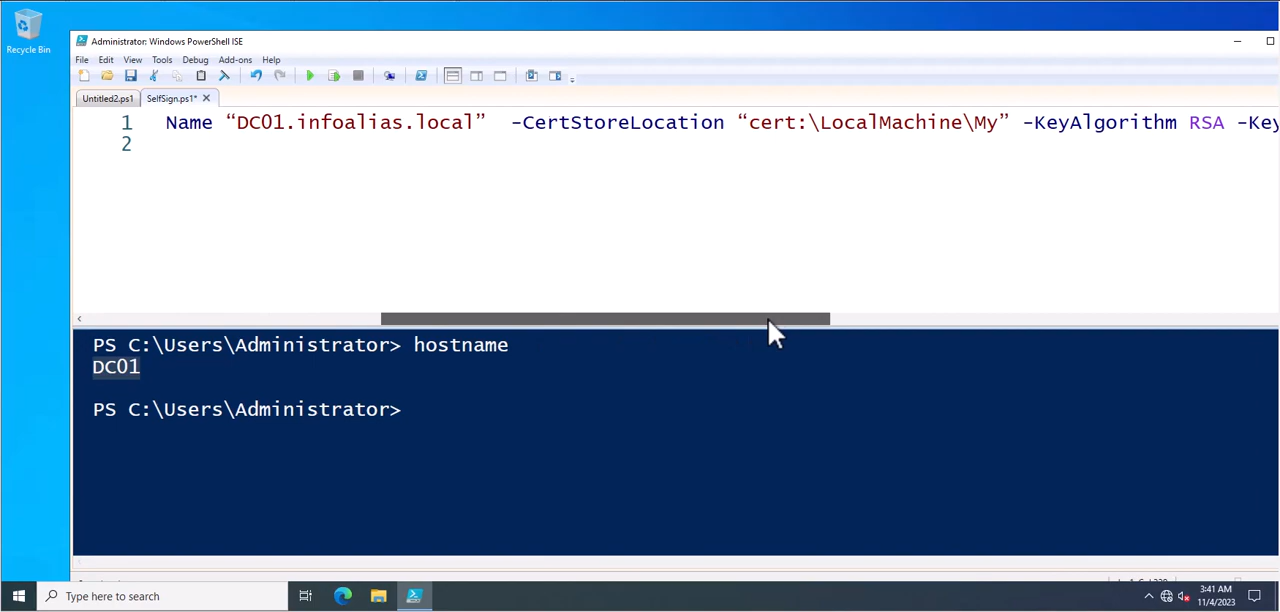 Recycle Bin
Administrator: Windows PowerShell ISE
File Edit View Tools Debug Add-ons Help
Untitled2.ps1 SelfSign.ps1*
1 Name “DC01.infoalias.local” -CertStoreLocation “cert:\LocalMachine\My” -KeyAlgorithm RSA -Key
2
PS C:\Users\Administrator> hostname
DC01
PS C:\Users\Administrator>
Type here to search
3:41 AM
11/4/2023